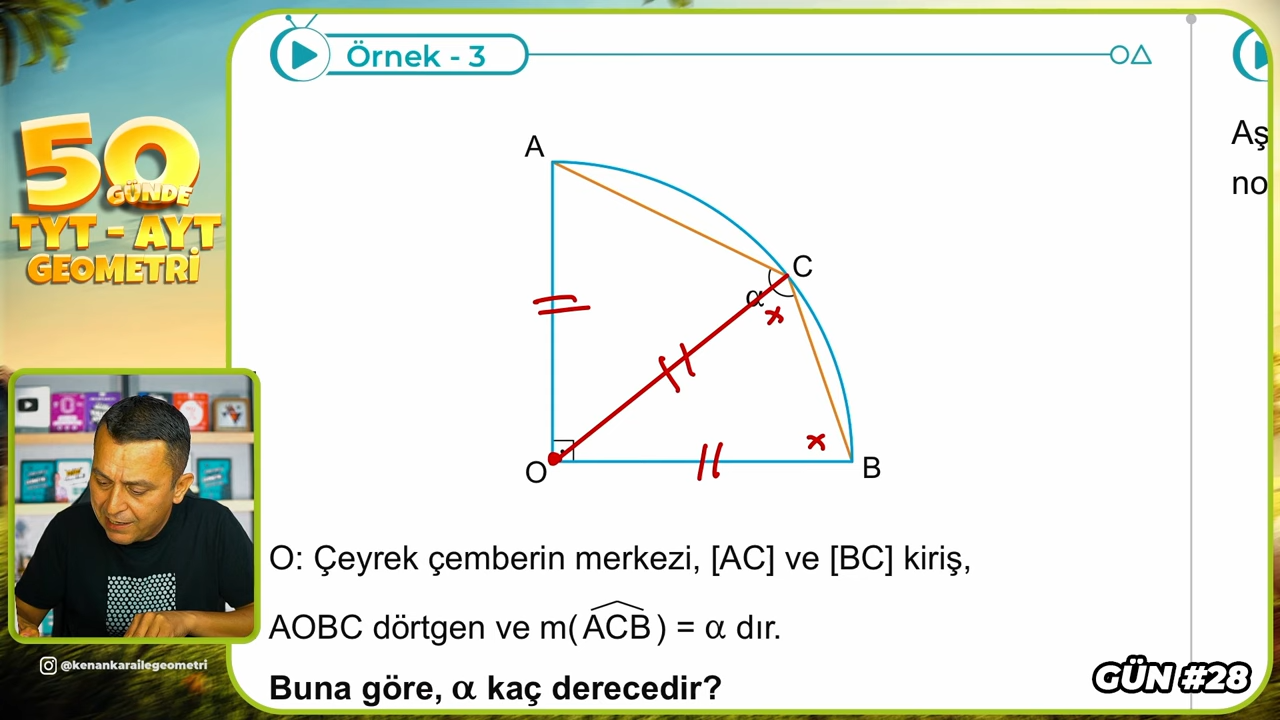 Örnek - 3
50
GÜNDE
TYT - AYT
GEOMETRİ
Aş
no
A
C
α
x
x
O
B
O: Çeyrek çemberin merkezi, [AC] ve [BC] kiriş,
AOBC dörtgen ve m(ACB) = α dır.
Buna göre, α kaç derecedir?
@kenankarailegeometri
GÜN #28